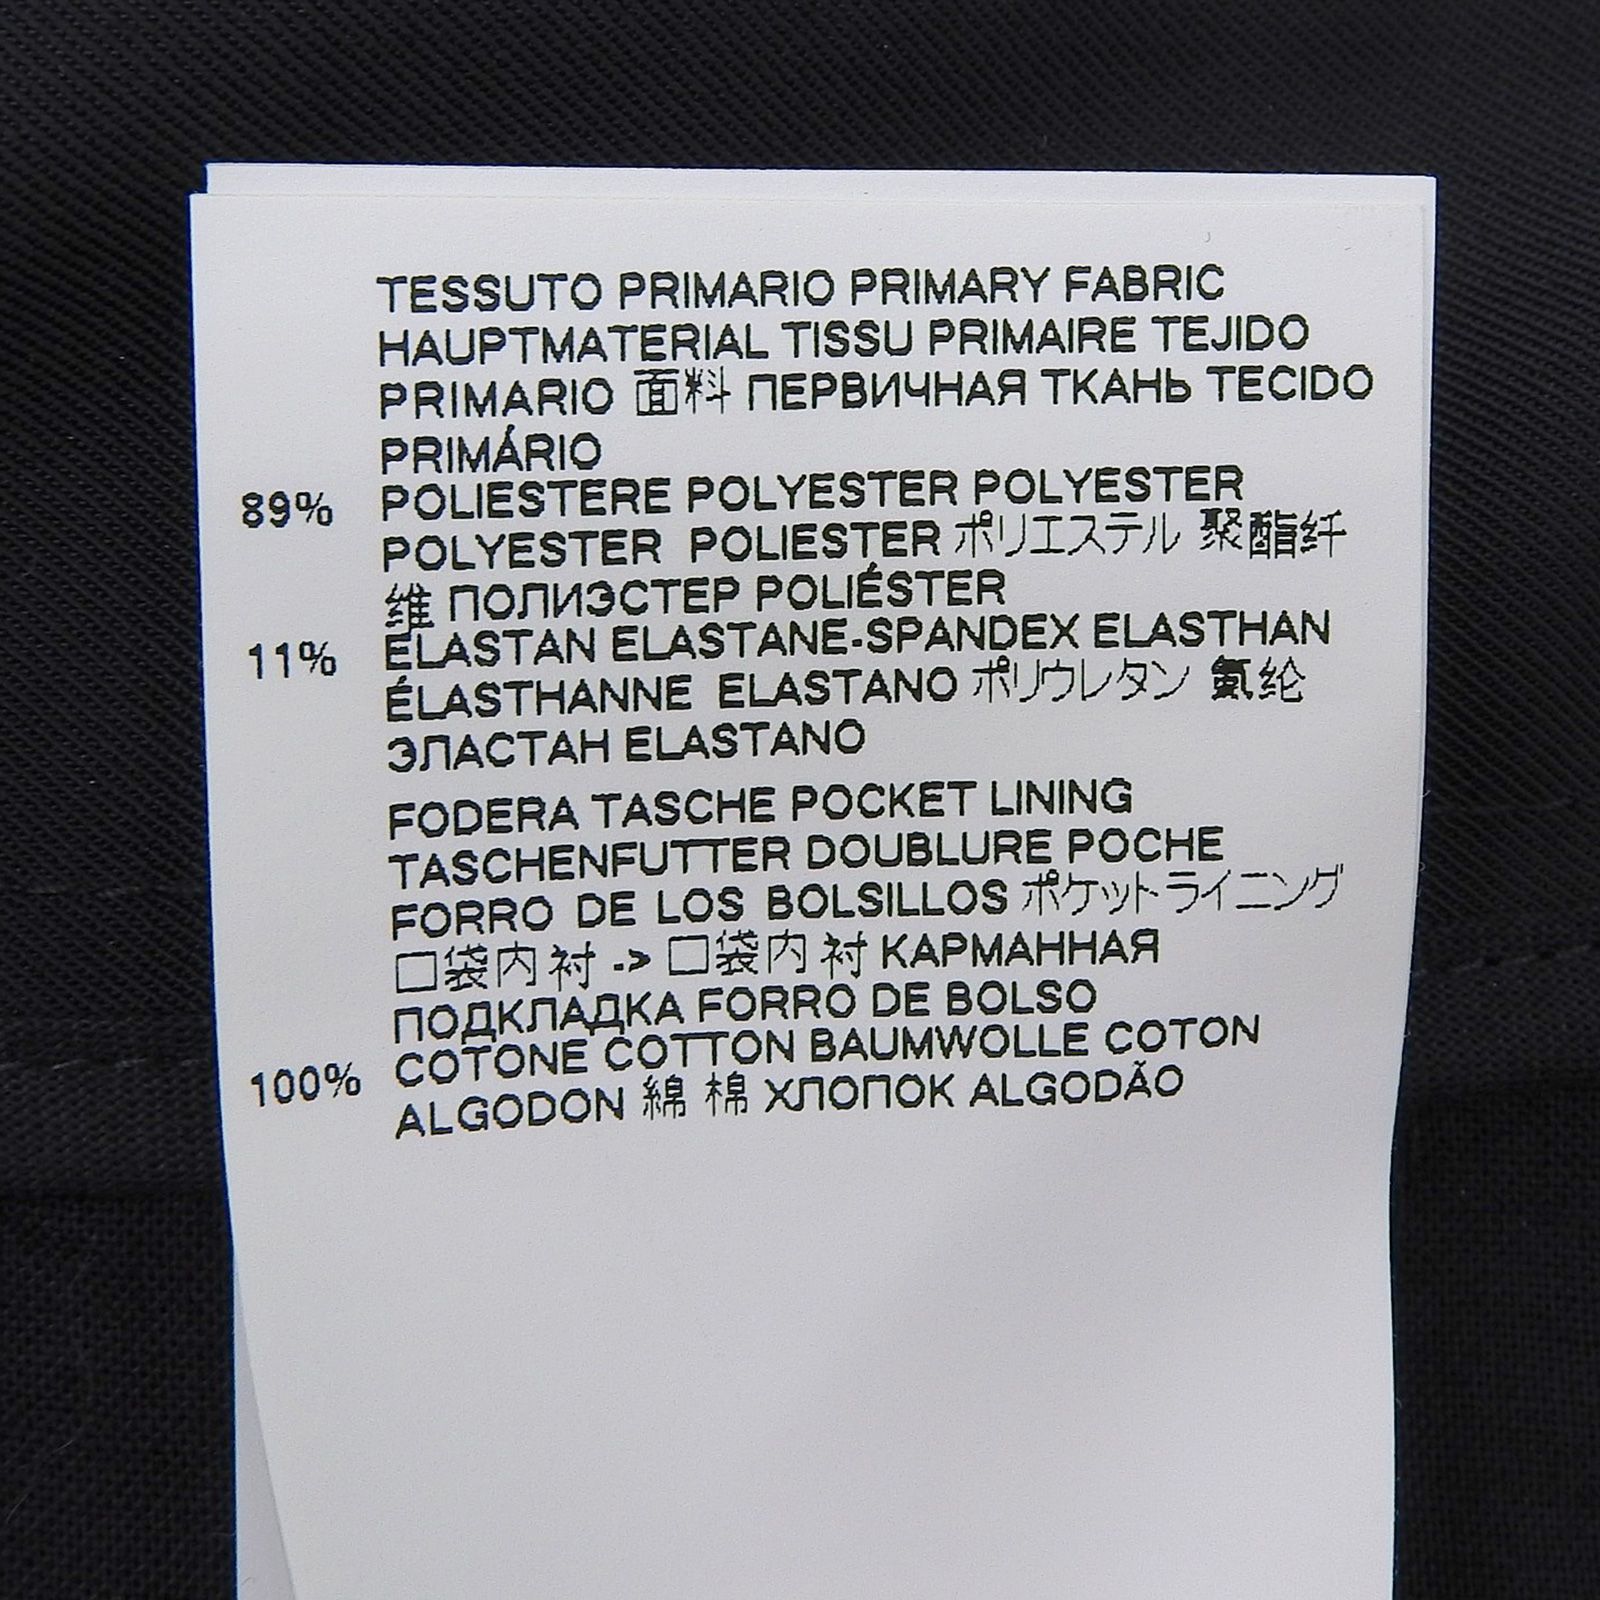 TESSUTO PRIMARIO PRIMARY FABRIC
HAUPTMATERIAL TISSU PRIMAIRE TEJIDO
PRIMARIO 面料 ПЕРВИЧНАЯ ТКАНЬ TECIDO
PRIMÁRIO
89% POLIESTERE POLYESTER POLYESTER
POLYESTER POLIESTER ポリエステル 聚酯纤
维 ПОЛИЭСТЕР POLIÉSTER
11% ELASTAN ELASTANE-SPANDEX ELASTHAN
ÉLASTHANNE ELASTANO ポリウレタン 氨纶
ЭЛАСТАН ELASTANO
FODERA TASCHE POCKET LINING
TASCHENFUTTER DOUBLURE POCHE
FORRO DE LOS BOLSILLOS ポケットライニング
口袋内衬 -> 口袋内衬 КАРМАННАЯ
ПОДКЛАДКА FORRO DE BOLSO
100% COTONE COTTON BAUMWOLLE COTON
ALGODON 綿 棉 ХЛОПОК ALGODÃO